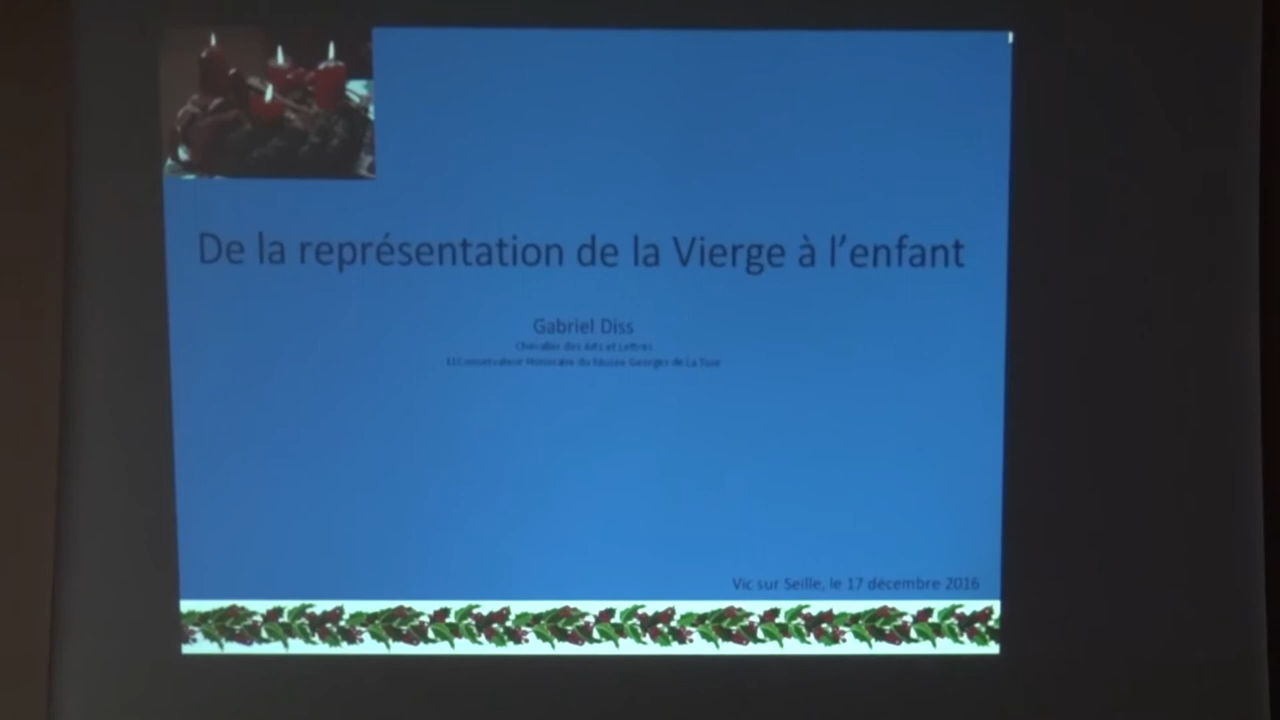 De la représentation de la Vierge à l'enfant
Gabriel Diss
Chevalier des Arts et Lettres
Conservateur Honoraire du Musée Georges de La Tour
Vic sur Seille, le 17 décembre 2016